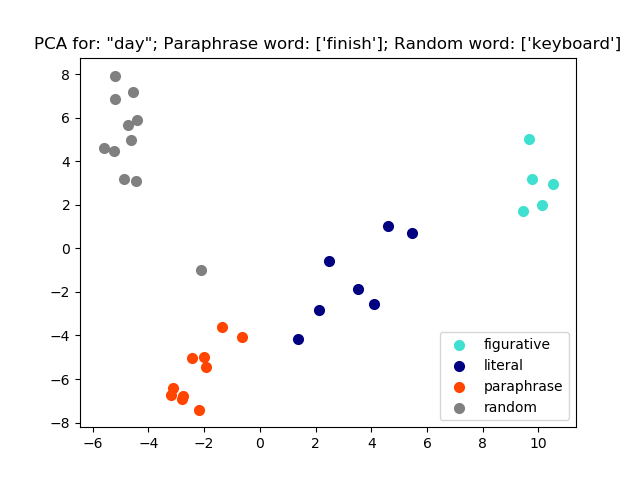 PCA for: "day"; Paraphrase word: ['finish']; Random word: ['keyboard']
8
6
4
2
0
−2
−4
−6
−8
figurative
literal
paraphrase
random
−6 −4 −2 0 2 4 6 8 10